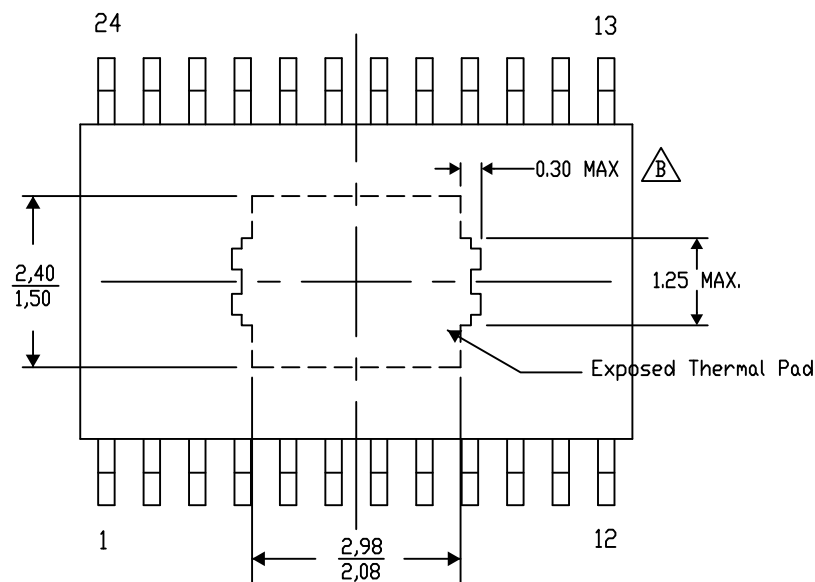 24
13
0.30 MAX
B
2,40
1,50
1.25 MAX.
Exposed Thermal Pad
1
12
2,98
2,08